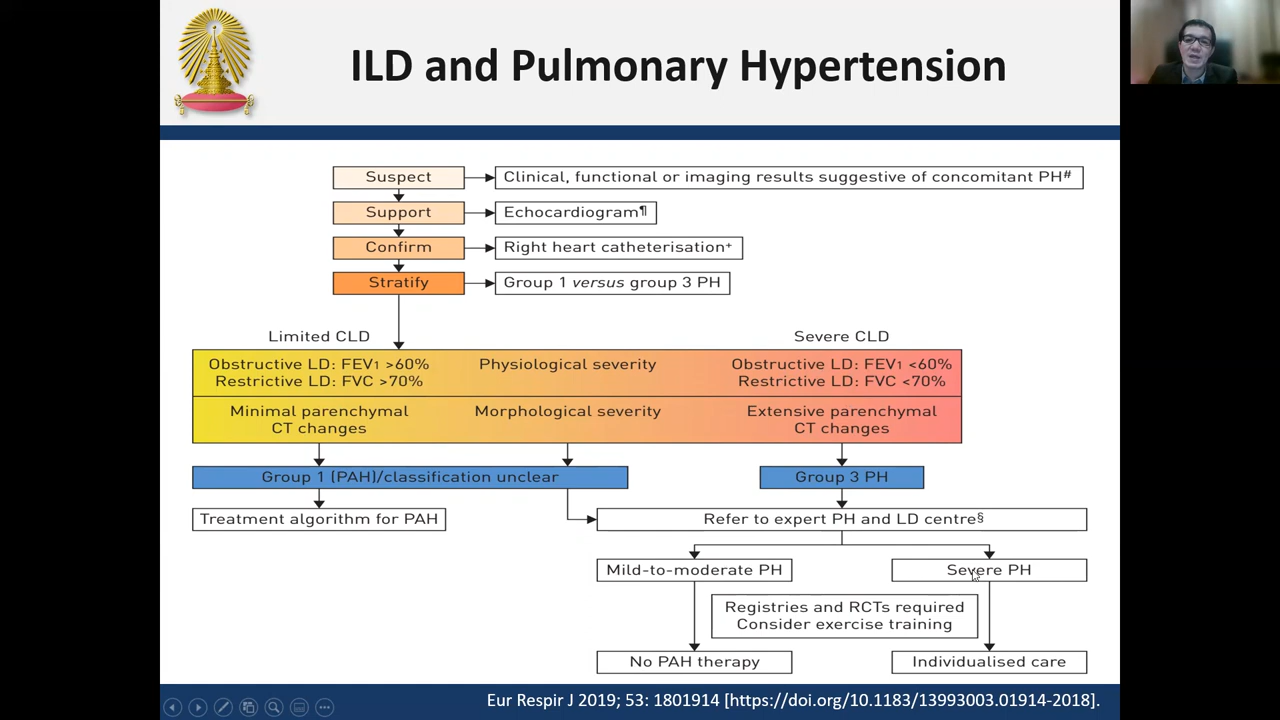 ILD and Pulmonary Hypertension
Suspect
Clinical, functional or imaging results suggestive of concomitant PH#
Support
Echocardiogram¶
Confirm
Right heart catheterisation+
Stratify
Group 1 versus group 3 PH
Limited CLD
Severe CLD
Obstructive LD: FEV1 >60%
Restrictive LD: FVC >70%
Physiological severity
Obstructive LD: FEV1 <60%
Restrictive LD: FVC <70%
Minimal parenchymal
CT changes
Morphological severity
Extensive parenchymal
CT changes
Group 1 (PAH)/classification unclear
Group 3 PH
Treatment algorithm for PAH
Refer to expert PH and LD centre§
Mild-to-moderate PH
Severe PH
Registries and RCTs required
Consider exercise training
No PAH therapy
Individualised care
Eur Respir J 2019; 53: 1801914 [https://doi.org/10.1183/13993003.01914-2018].